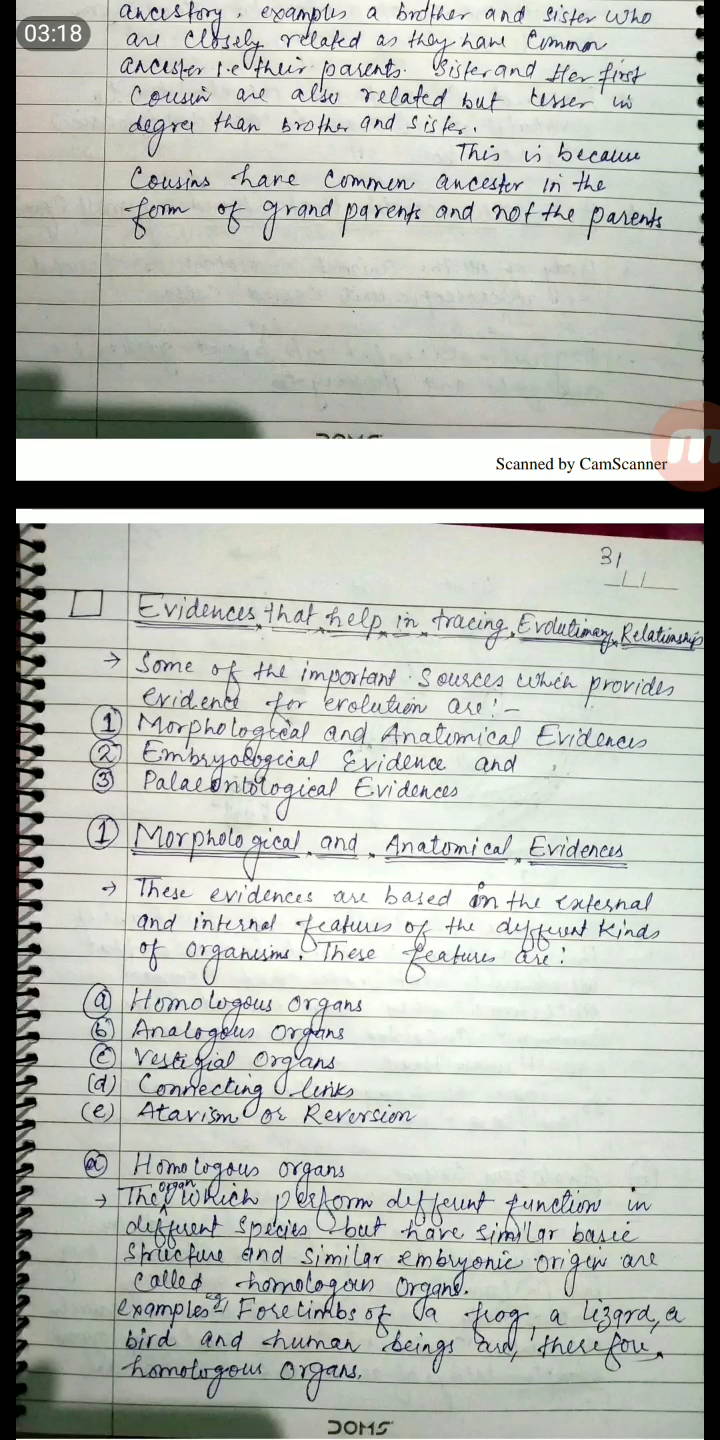 ancestory. examples a brother and sister who
03:18
are closely related as they have common
ancester i.e their parents. Sister and Her first
Cousin are also related but lesser in
degree than brother and sister.
This is because
Cousins have commen ancester in the
form of grand parents and not the parents
DOMS
Scanned by CamScanner
31
Evidences that help in tracing Evolutionary Relationship
→ Some of the important sources which provides
evidence for evolution are:-
① Morphological and Anatomical Evidences
② Embryological Evidence and
③ Palaeontological Evidences
① Morphological and Anatomical Evidences
→ These evidences are based on the external
and internal features of the different kinds
of organisms. These features are:
(a) Homologous organs
(b) Analogous Organs
(c) Vestigial Organs
(d) Connecting links
(e) Atavism or Reversion
(a) Homologous organs
→ The organ which perform different function in
different species but have similar basic
structure and similar embryonic origin are
called homologous organs.
examples eg Forelimbs of a frog, a lizard, a
bird and human beings are, therefore,
homologous organs.
DOMS